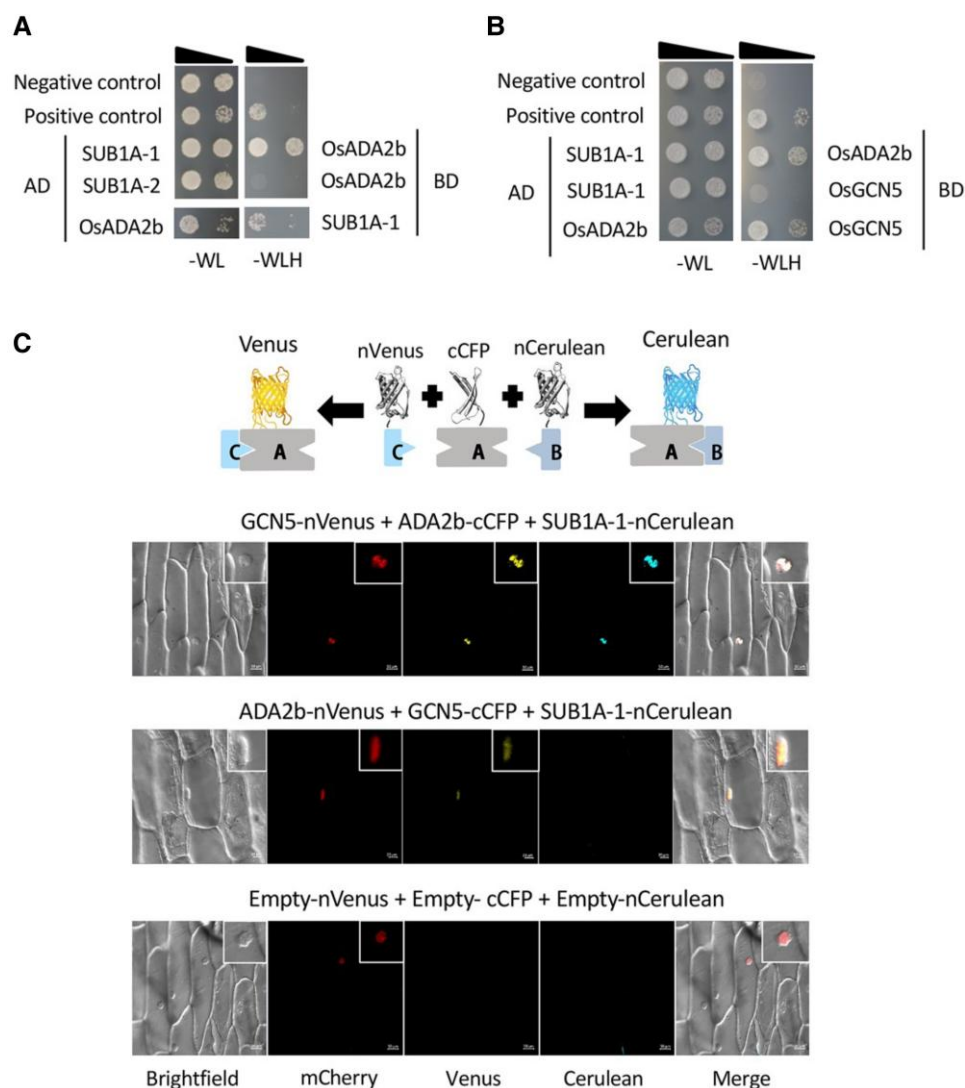 A
Negative control
Positive control
AD
SUB1A-1
OsADA2b
SUB1A-2
OsADA2b
BD
OsADA2b
SUB1A-1
-WL
-WLH
B
Negative control
Positive control
AD
SUB1A-1
OsADA2b
SUB1A-1
OsGCN5
BD
OsADA2b
OsGCN5
-WL
-WLH
C
Venus
nVenus
cCFP
nCerulean
Cerulean
C
A
C
A
B
A
B
GCN5-nVenus + ADA2b-cCFP + SUB1A-1-nCerulean
ADA2b-nVenus + GCN5-cCFP + SUB1A-1-nCerulean
Empty-nVenus + Empty- cCFP + Empty-nCerulean
Brightfield
mCherry
Venus
Cerulean
Merge